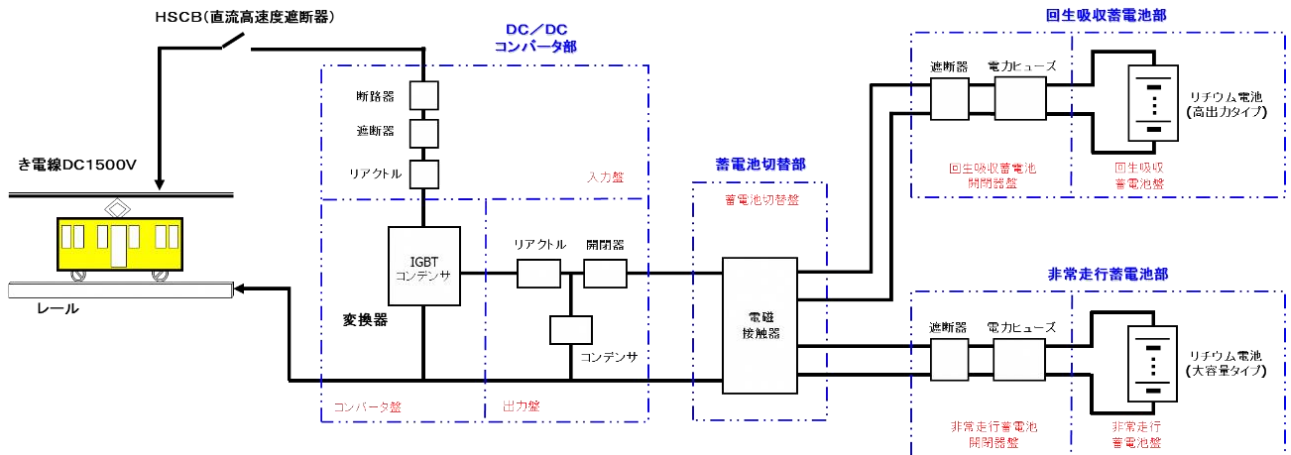 HSCB(直流高速度遮断器)
き電線DC1500V
レール
DC/DC
コンバータ部
断路器
遮断器
リアクトル
入力盤
IGBT
コンデンサ
変換器
リアクトル
開閉器
コンデンサ
コンバータ盤
出力盤
蓄電池切替部
蓄電池切替盤
電磁
接触器
回生吸収蓄電池部
遮断器
電力ヒューズ
リチウム電池
(高出力タイプ)
回生吸収蓄電池
開閉器盤
回生吸収
蓄電池盤
非常走行蓄電池部
遮断器
電力ヒューズ
リチウム電池
(大容量タイプ)
非常走行蓄電池
開閉器盤
非常走行
蓄電池盤